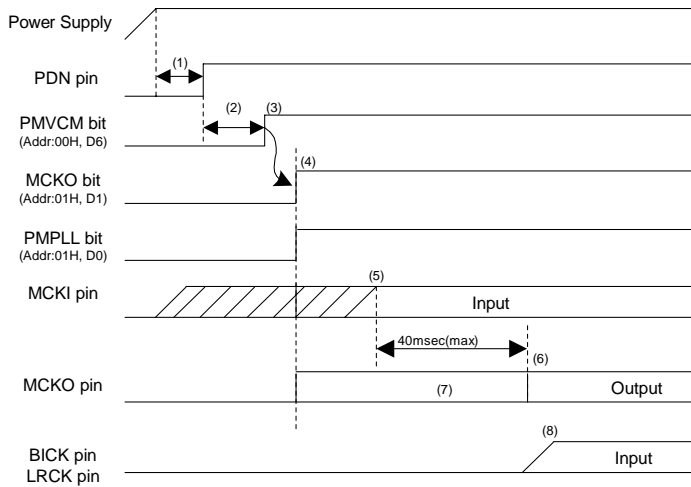 Power Supply
(1)
PDN pin
(2)
(3)
PMVCM bit
(Addr:00H, D6)
(4)
MCKO bit
(Addr:01H, D1)
PMPLL bit
(Addr:01H, D0)
(5)
MCKI pin
Input
40msec(max)
(6)
MCKO pin
(7)
Output
(8)
BICK pin
LRCK pin
Input